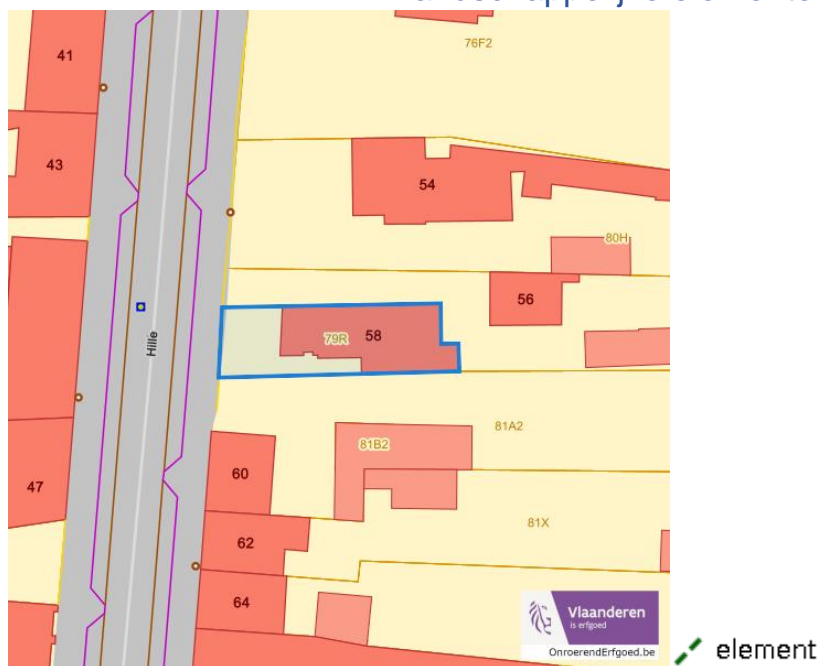 41
76F2
43
54
80H
56
Hille
79R
58
81A2
81B2
60
47
81X
62
64
Vlaanderen
is erfgoed
OnroerendErfgoed.be
element